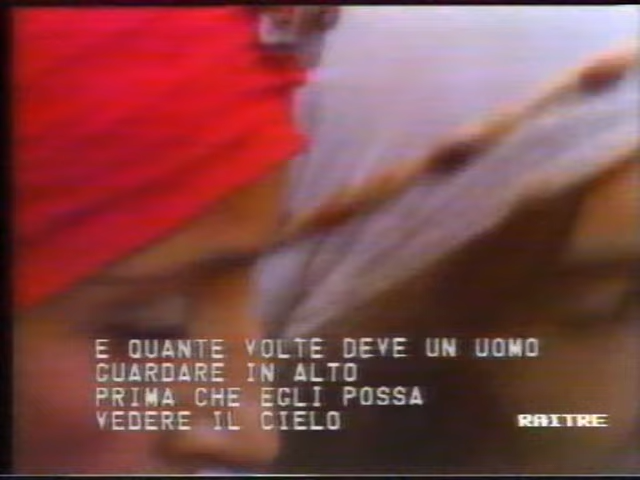 E QUANTE VOLTE DEVE UN UOMO
GUARDARE IN ALTO
PRIMA CHE EGLI POSSA
VEDERE IL CIELO
RAITRE